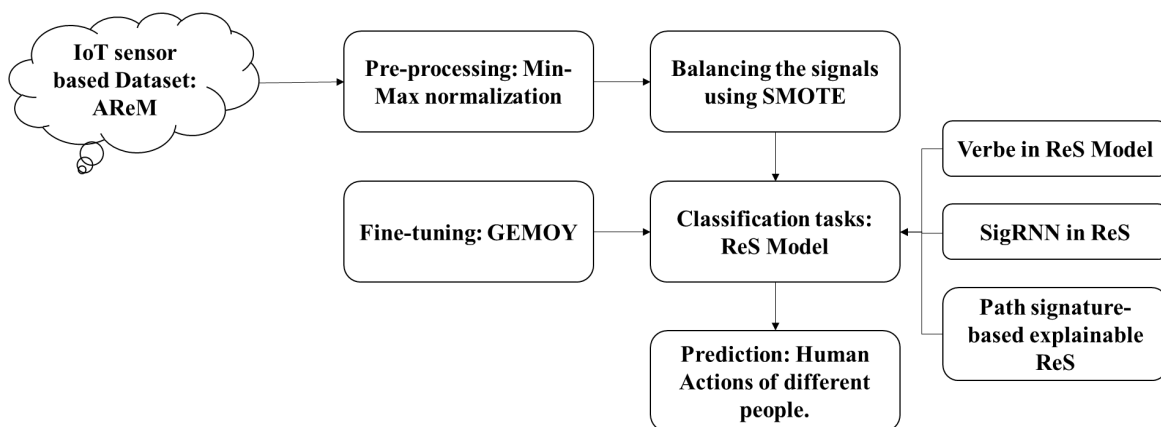 IoT sensor
based Dataset:
AReM
Pre-processing: Min-
Max normalization
Balancing the signals
using SMOTE
Verbe in ReS Model
Fine-tuning: GEMOY
Classification tasks:
ReS Model
SigRNN in ReS
Path signature-
based explainable
ReS
Prediction: Human
Actions of different
people.